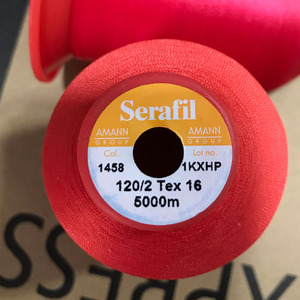 Serafil
AMANN AMANN
GROUP GROUP
Col. Lot no.
1458 1KXHP
120/2 Tex 16
5000m